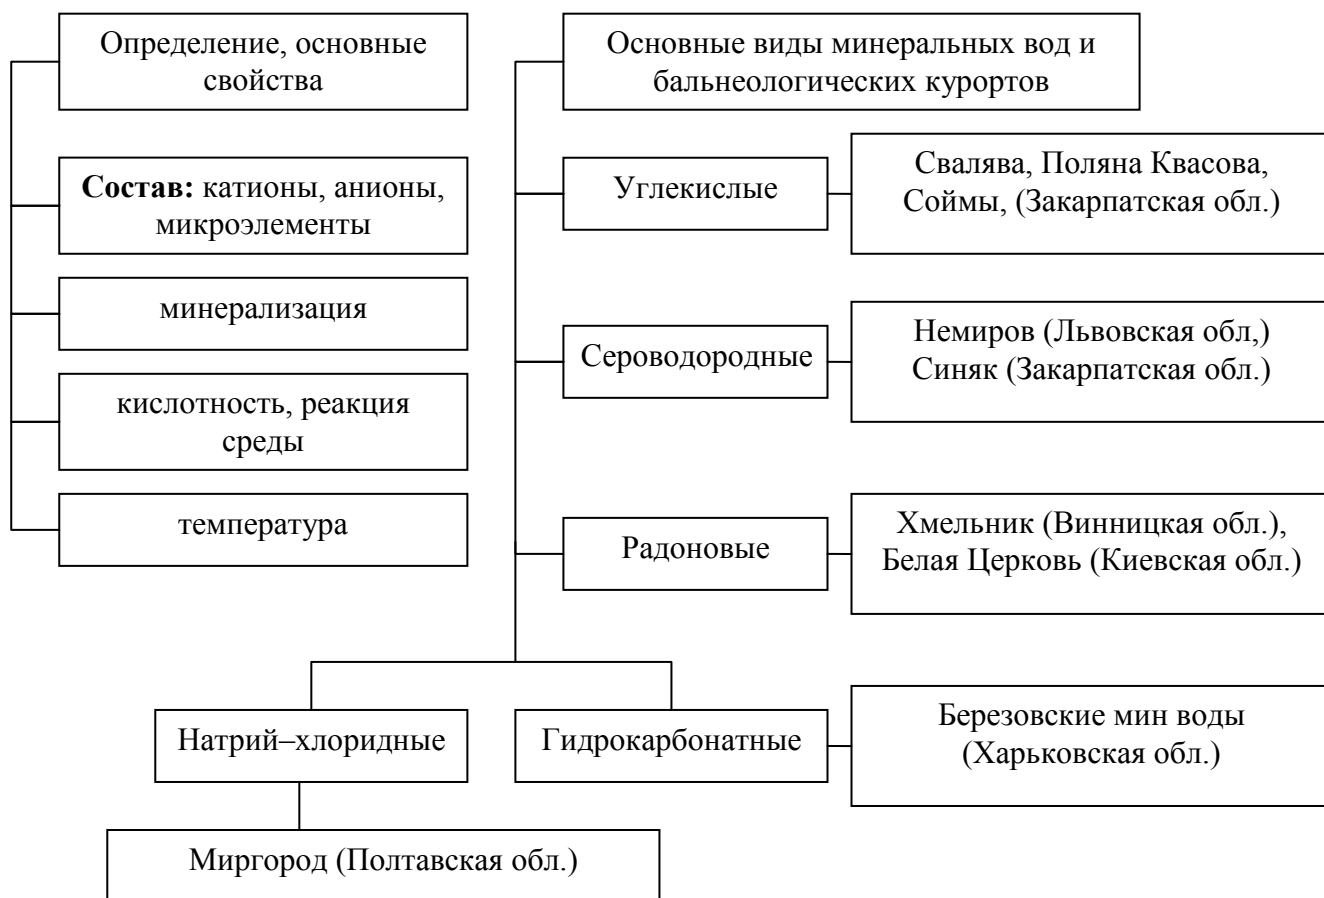 Определение, основные
свойства
Состав: катионы, анионы,
микроэлементы
минерализация
кислотность, реакция
среды
температура
Основные виды минеральных вод и
бальнеологических курортов
Углекислые
Свалява, Поляна Квасова,
Соймы, (Закарпатская обл.)
Сероводородные
Немиров (Львовская обл,)
Синяк (Закарпатская обл.)
Радоновые
Хмельник (Винницкая обл.),
Белая Церковь (Киевская обл.)
Натрий–хлоридные
Гидрокарбонатные
Березовские мин воды
(Харьковская обл.)
Миргород (Полтавская обл.)